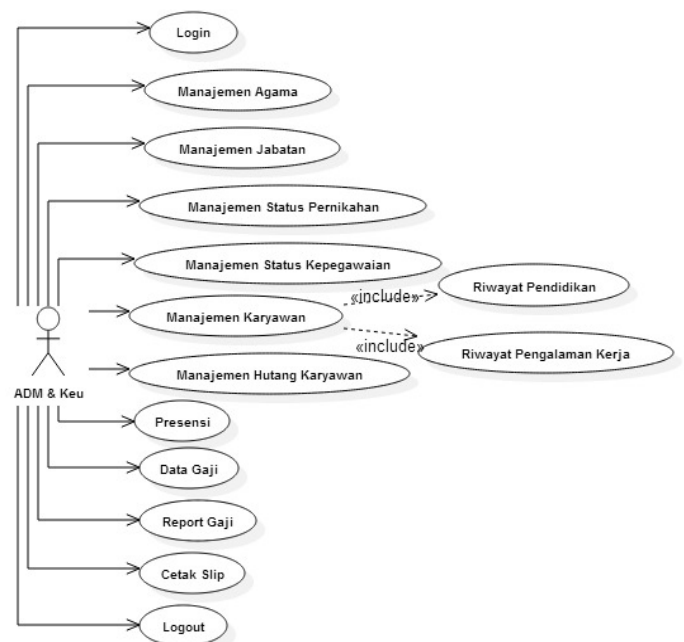 Login
Manajemen Agama
Manajemen Jabatan
Manajemen Status Pernikahan
Manajemen Status Kepegawaian
«include»
Riwayat Pendidikan
Manajemen Karyawan
«include»
Riwayat Pengalaman Kerja
Manajemen Hutang Karyawan
ADM & Keu
Presensi
Data Gaji
Report Gaji
Cetak Slip
Logout